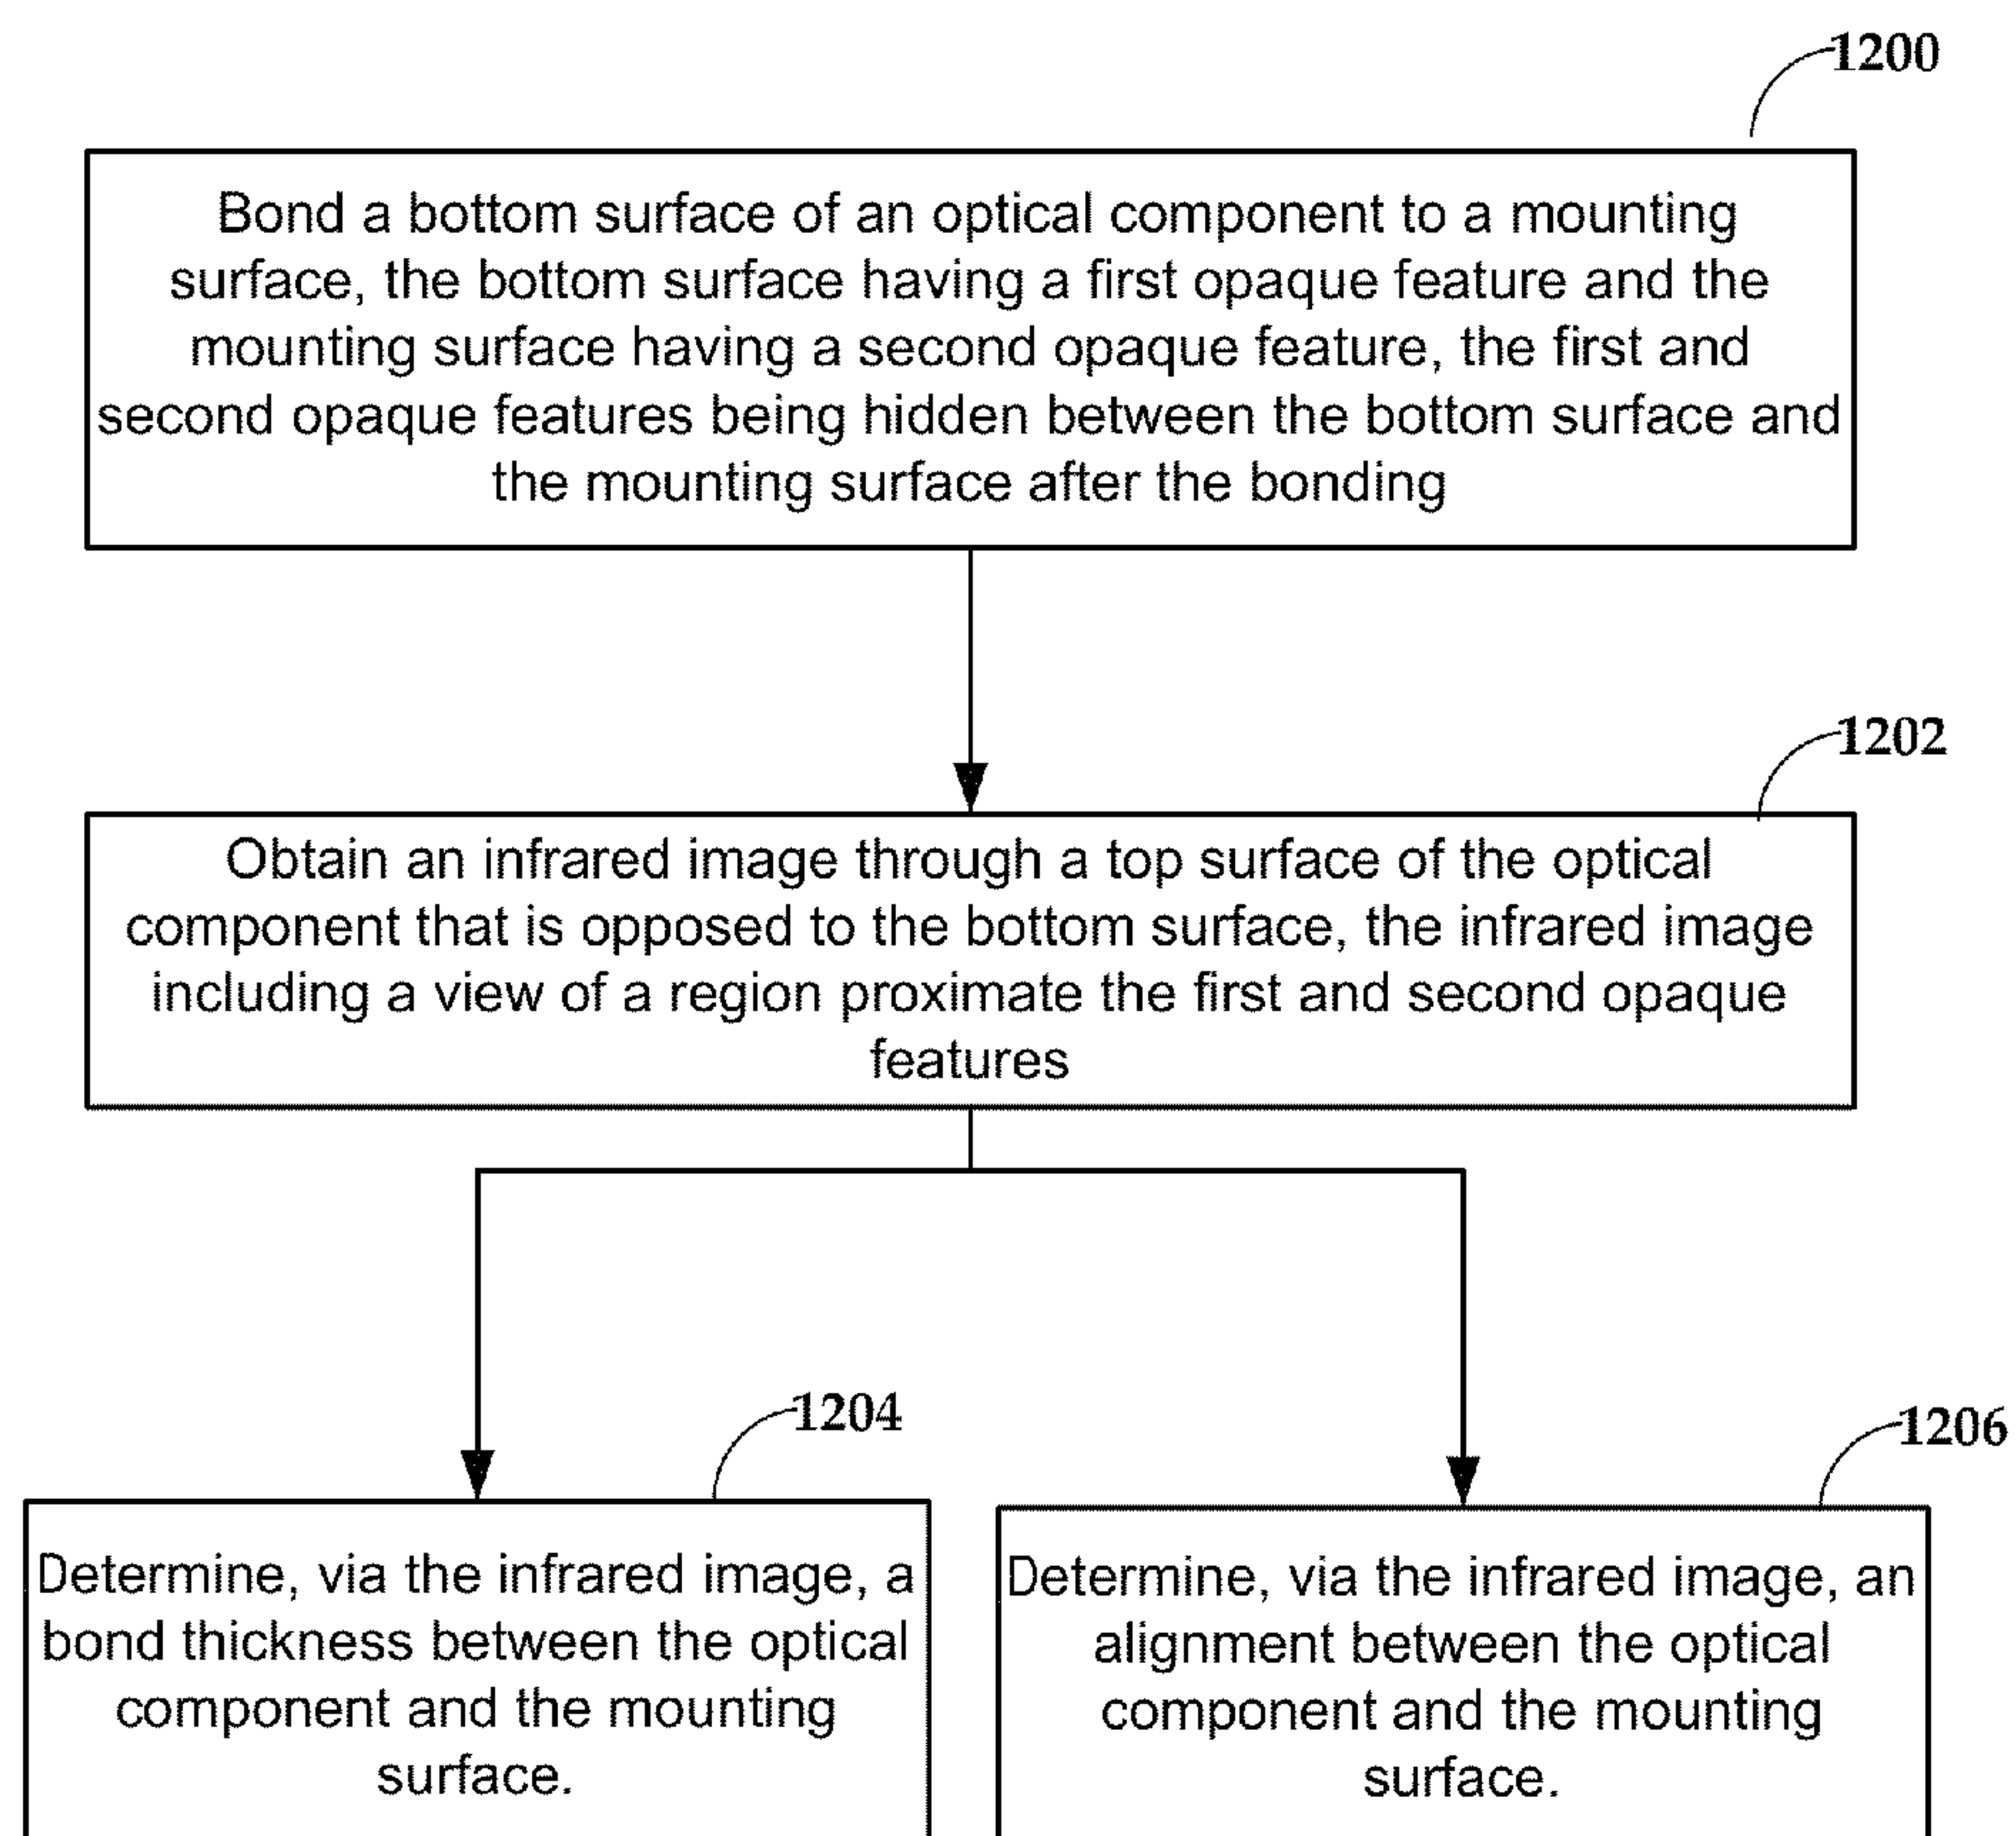 1200
Bond a bottom surface of an optical component to a mounting
surface, the bottom surface having a first opaque feature and the
mounting surface having a second opaque feature, the first and
second opaque features being hidden between the bottom surface and
the mounting surface after the bonding
1202
Obtain an infrared image through a top surface of the optical
component that is opposed to the bottom surface, the infrared image
including a view of a region proximate the first and second opaque
features
1204
Determine, via the infrared image, a
bond thickness between the optical
component and the mounting
surface.
1206
Determine, via the infrared image, an
alignment between the optical
component and the mounting
surface.